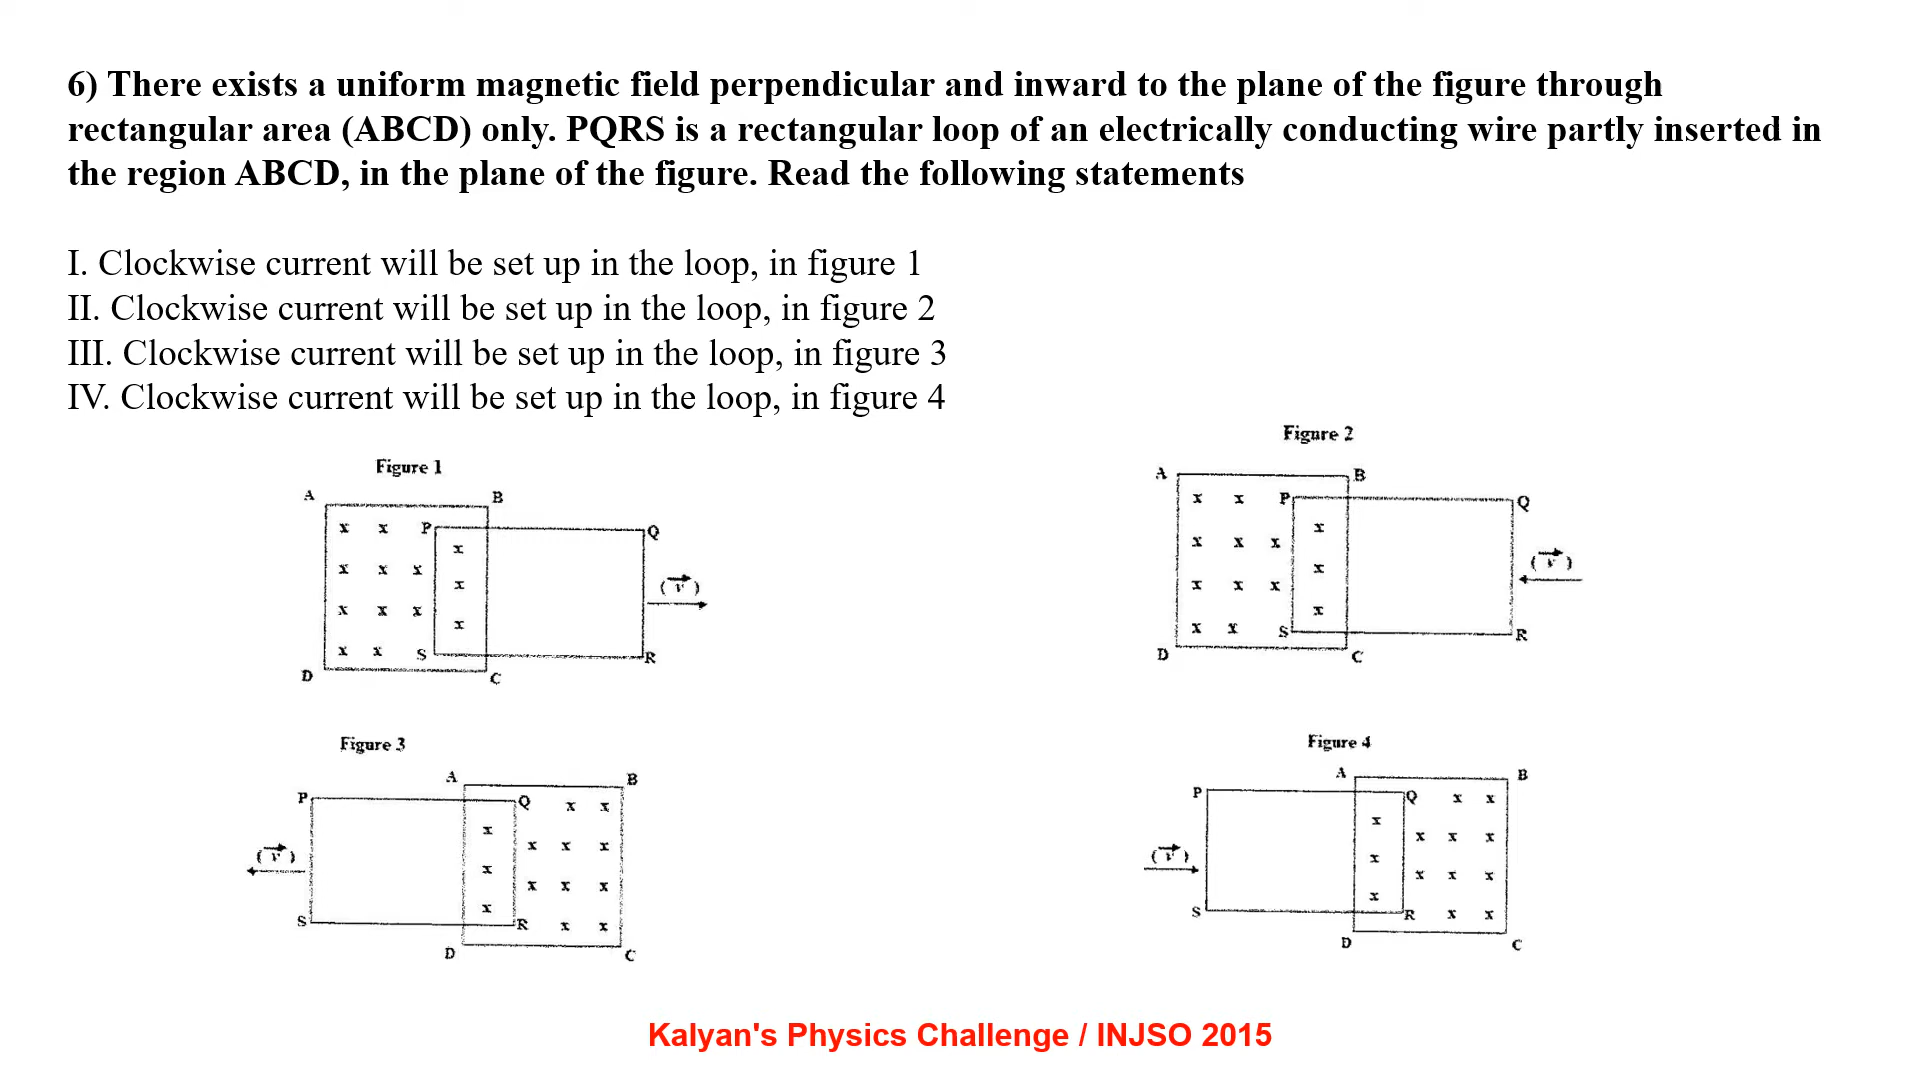 6) There exists a uniform magnetic field perpendicular and inward to the plane of the figure through
rectangular area (ABCD) only. PQRS is a rectangular loop of an electrically conducting wire partly inserted in
the region ABCD, in the plane of the figure. Read the following statements
I. Clockwise current will be set up in the loop, in figure 1
II. Clockwise current will be set up in the loop, in figure 2
III. Clockwise current will be set up in the loop, in figure 3
IV. Clockwise current will be set up in the loop, in figure 4
Figure 1
A B
x x P Q
x
x x x
x (v)
x x x
x
x x S R
D C
Figure 2
A B
x x P Q
x
x x x
x (v)
x x x
x
x x S R
D C
Figure 3
A B
P Q x x
x
x x x
(v) x
x x x
x
S R x x
D C
Figure 4
A B
P Q x x
x
x x x
(v) x
x x x
x
S R x x
D C
Kalyan's Physics Challenge / INJSO 2015